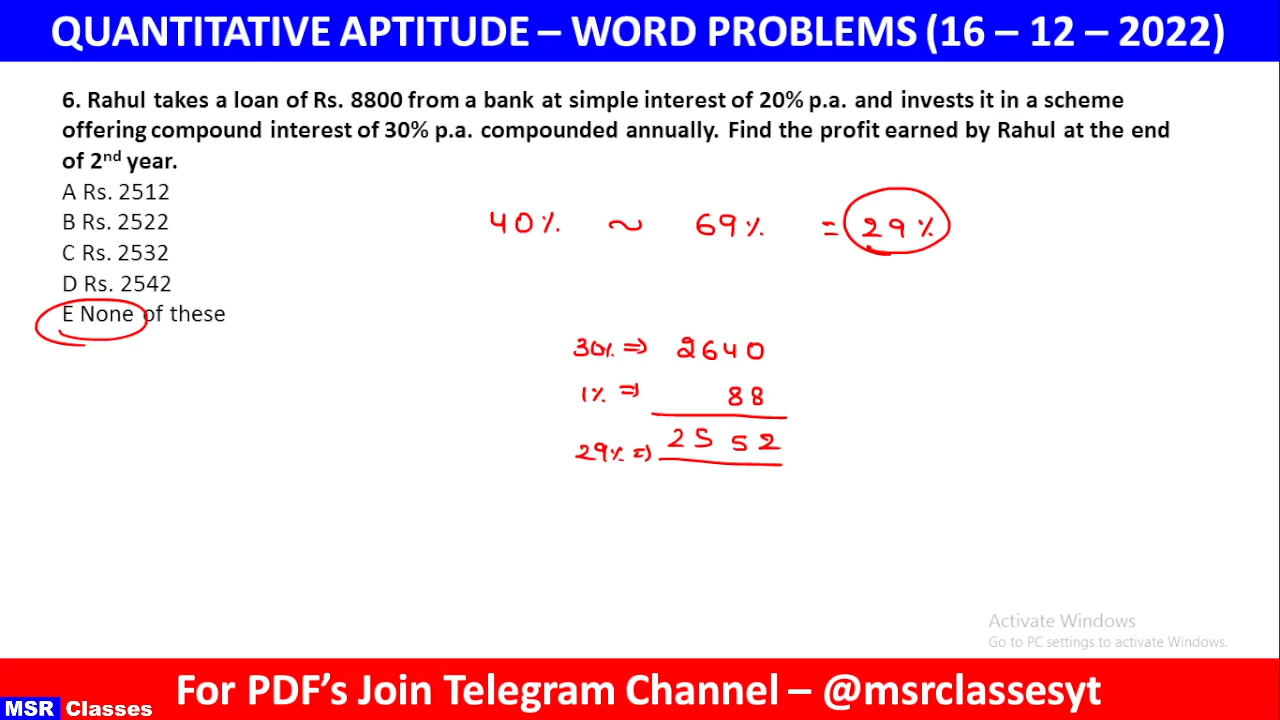 QUANTITATIVE APTITUDE – WORD PROBLEMS (16 – 12 – 2022)
6. Rahul takes a loan of Rs. 8800 from a bank at simple interest of 20% p.a. and invests it in a scheme
offering compound interest of 30% p.a. compounded annually. Find the profit earned by Rahul at the end
of 2nd year.
A Rs. 2512
B Rs. 2522
C Rs. 2532
D Rs. 2542
E None of these
40% ~ 69% = 29%
30% ⇒ 2640
1% ⇒ 88
29% ⇒ 2552
Activate Windows
Go to PC settings to activate Windows.
For PDF's Join Telegram Channel – @msrclassesyt
MSR Classes